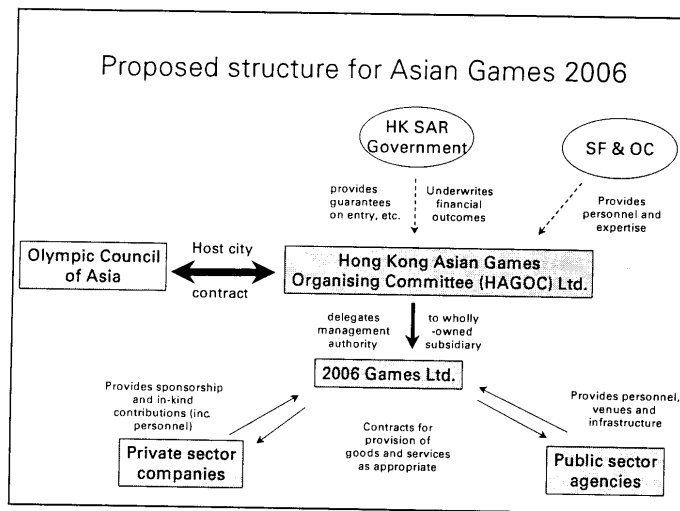 Proposed structure for Asian Games 2006
HK SAR
Government
SF & OC
provides
guarantees
on entry, etc.
Underwrites
financial
outcomes
Provides
personnel and
expertise
Olympic Council
of Asia
Host city
contract
Hong Kong Asian Games
Organising Committee (HAGOC) Ltd.
delegates
management
authority
to wholly
-owned
subsidiary
2006 Games Ltd.
Provides sponsorship
and in-kind
contributions (inc.
personnel)
Contracts for
provision of
goods and services
as appropriate
Provides personnel,
venues and
infrastructure
Private sector
companies
Public sector
agencies